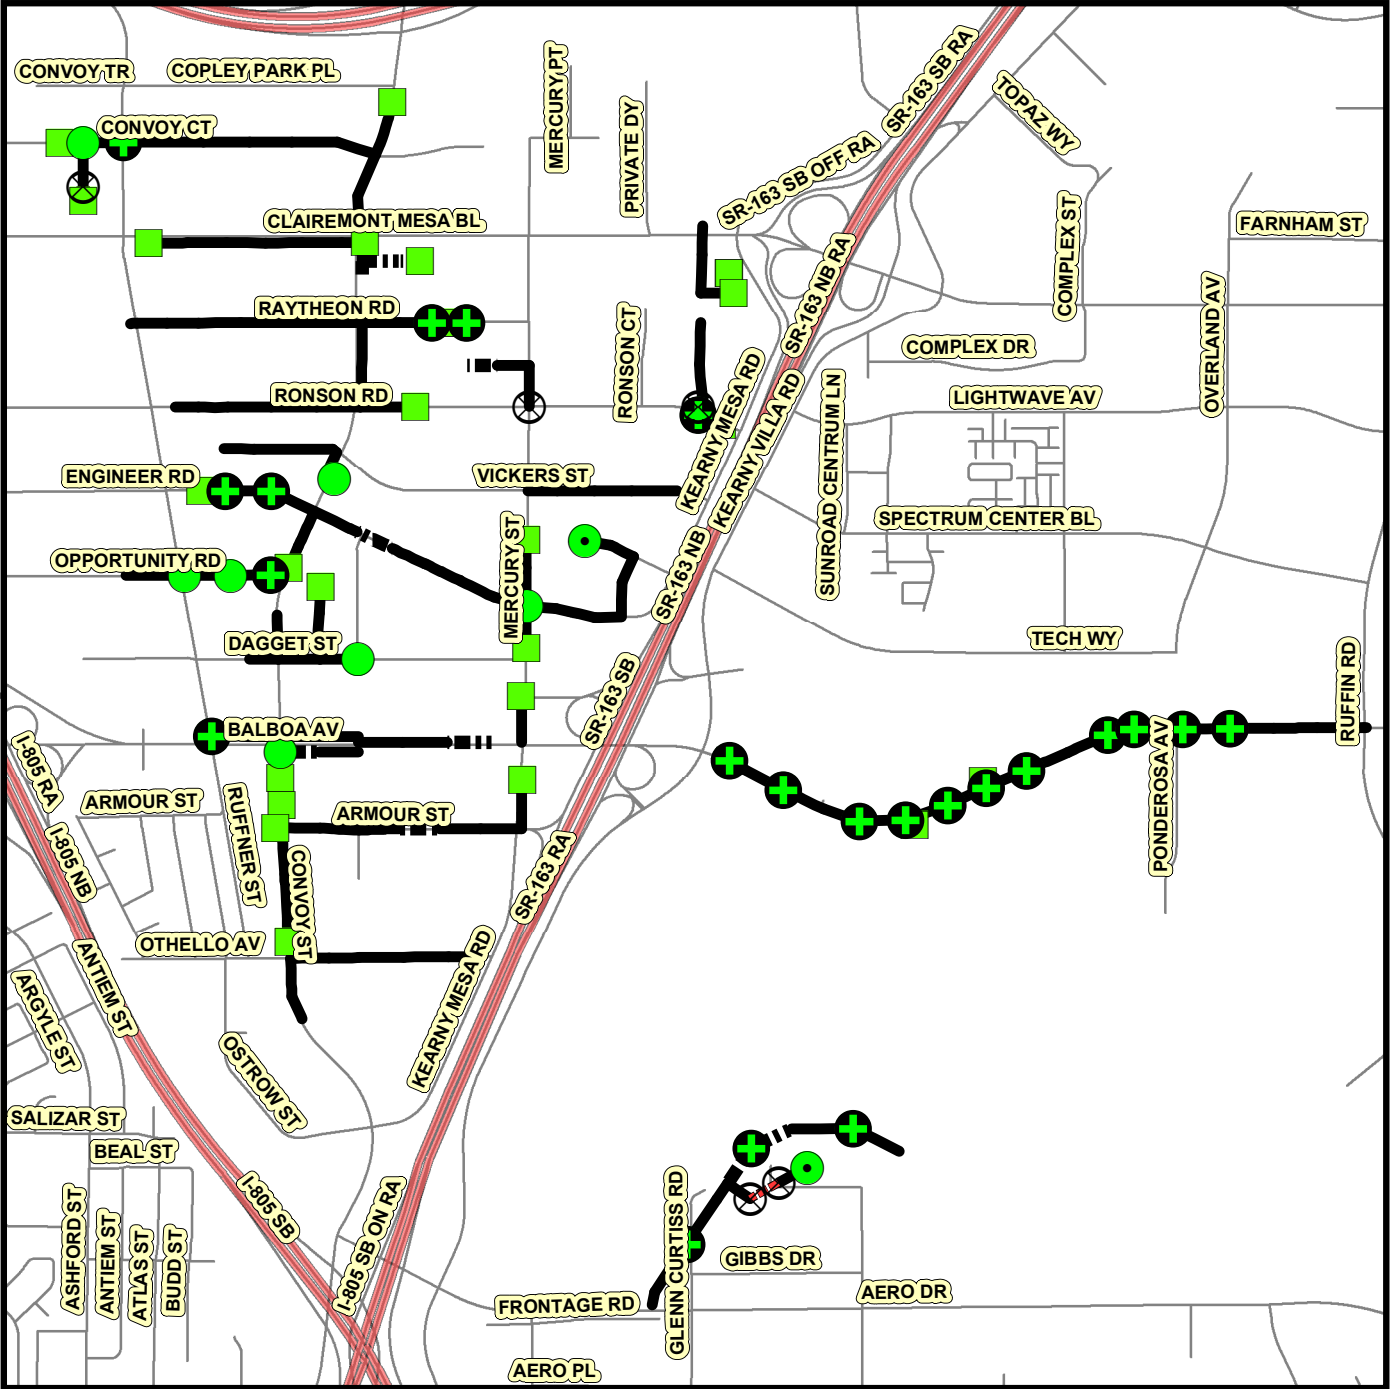 CONVOY TR
COPLEY PARK PL
MERCURY PT
SR-163 SB RA
TOPAZ WY
CONVOY CT
PRIVATE DY
SR-163 SB OFF RA
CLAIREMONT MESA BL
COMPLEX ST
FARNHAM ST
SR-163 NB RA
OVERLAND AV
RAYTHEON RD
RONSON CT
COMPLEX DR
RONSON RD
KEARNY MESA RD
KEARNY VILLA RD
SUNROAD CENTRUM LN
LIGHTWAVE AV
ENGINEER RD
VICKERS ST
SPECTRUM CENTER BL
OPPORTUNITY RD
MERCURY ST
SR-163 NB
DAGGET ST
TECH WY
RUFFIN RD
SR-163 SB
BALBOA AV
I-805 RA
ARMOUR ST
RUFFNER ST
ARMOUR ST
PONDEROSA AV
I-805 NB
CONVOY ST
SR-163 RA
OTHELLO AV
ANTIEM ST
ARGYLE ST
KEARNY MESA RD
OSTROW ST
SALIZAR ST
BEAL ST
I-805 SB
I-805 SB ON RA
ASHFORD ST
ANTIEM ST
ATLAS ST
BUDD ST
GLENN CURTISS RD
GIBBS DR
FRONTAGE RD
AERO DR
AERO PL